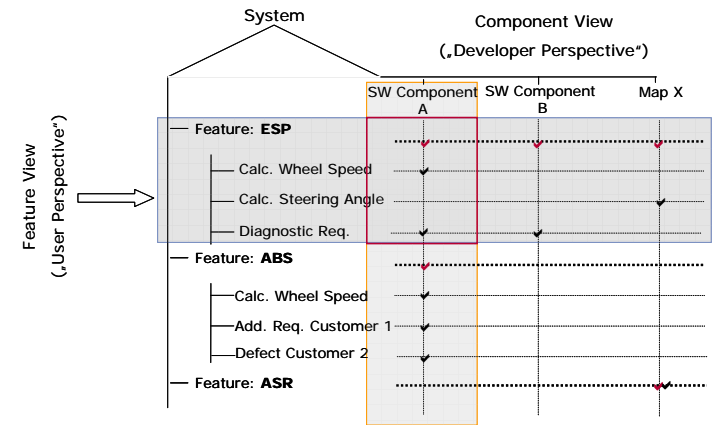 System
Component View
(„Developer Perspective“)
SW Component
A
SW Component
B
Map X
Feature View
(„User Perspective“)
Feature: ESP
Calc. Wheel Speed
Calc. Steering Angle
Diagnostic Req.
Feature: ABS
Calc. Wheel Speed
Add. Req. Customer 1
Defect Customer 2
Feature: ASR